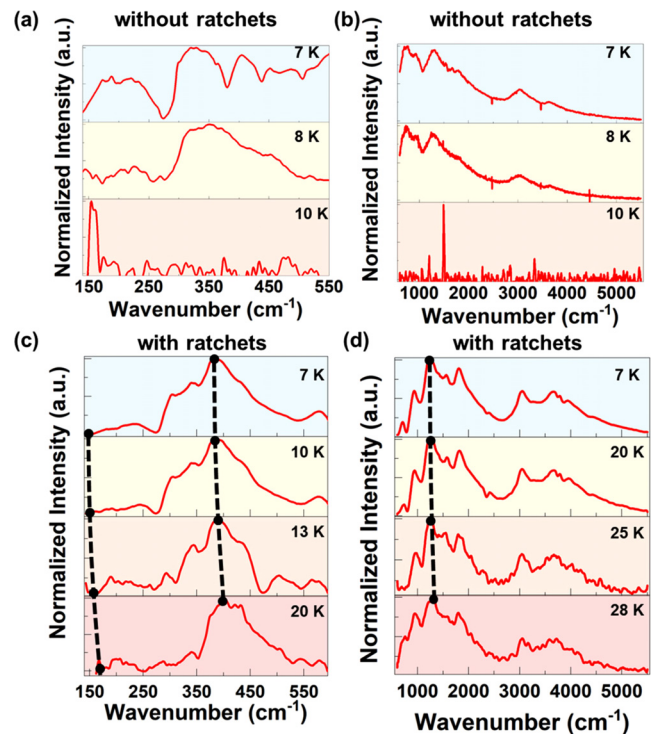 (a) without ratchets
Normalized Intensity (a.u.)
7 K
8 K
10 K
150 250 350 450 550
Wavenumber (cm⁻¹)
(b) without ratchets
Normalized Intensity (a.u.)
7 K
8 K
10 K
1000 2000 3000 4000 5000
Wavenumber (cm⁻¹)
(c) with ratchets
Normalized Intensity (a.u.)
7 K
10 K
13 K
20 K
150 250 350 450 550
Wavenumber (cm⁻¹)
(d) with ratchets
Normalized Intensity (a.u.)
7 K
20 K
25 K
28 K
1000 2000 3000 4000 5000
Wavenumber (cm⁻¹)